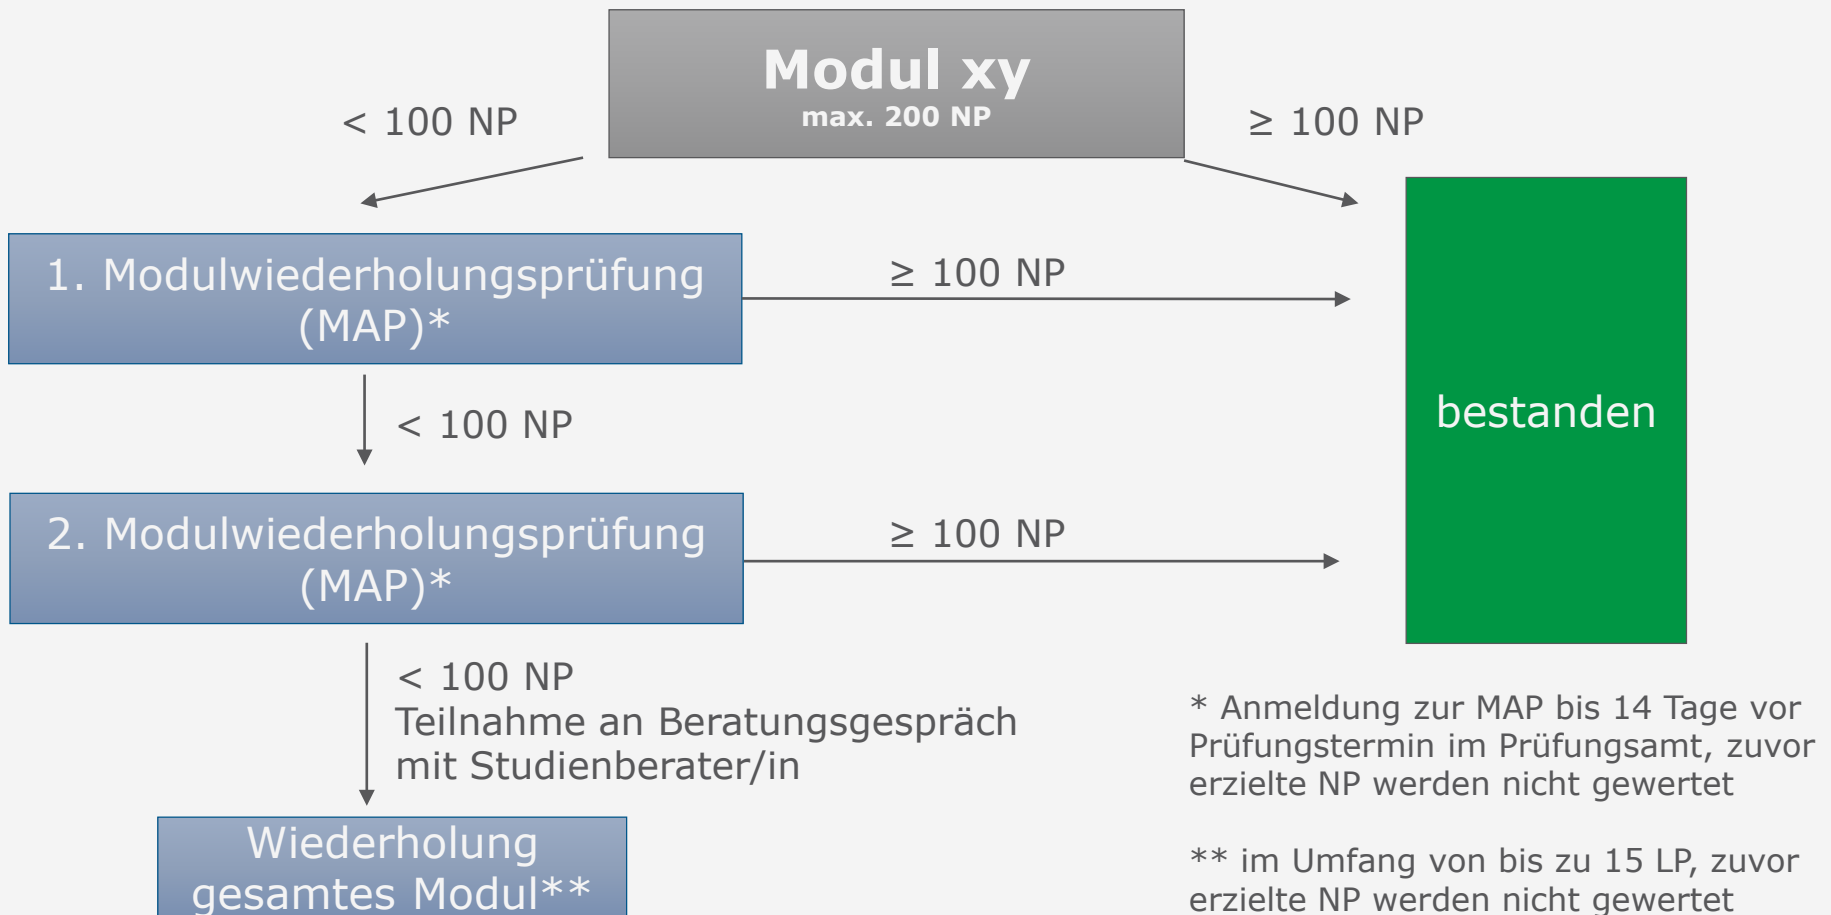 Modul xy
max. 200 NP
< 100 NP
≥ 100 NP
1. Modulwiederholungsprüfung
(MAP)*
≥ 100 NP
< 100 NP
bestanden
2. Modulwiederholungsprüfung
(MAP)*
≥ 100 NP
< 100 NP
Teilnahme an Beratungsgespräch
mit Studienberater/in
Wiederholung
gesamtes Modul**
* Anmeldung zur MAP bis 14 Tage vor
Prüfungstermin im Prüfungsamt, zuvor
erzielte NP werden nicht gewertet
** im Umfang von bis zu 15 LP, zuvor
erzielte NP werden nicht gewertet